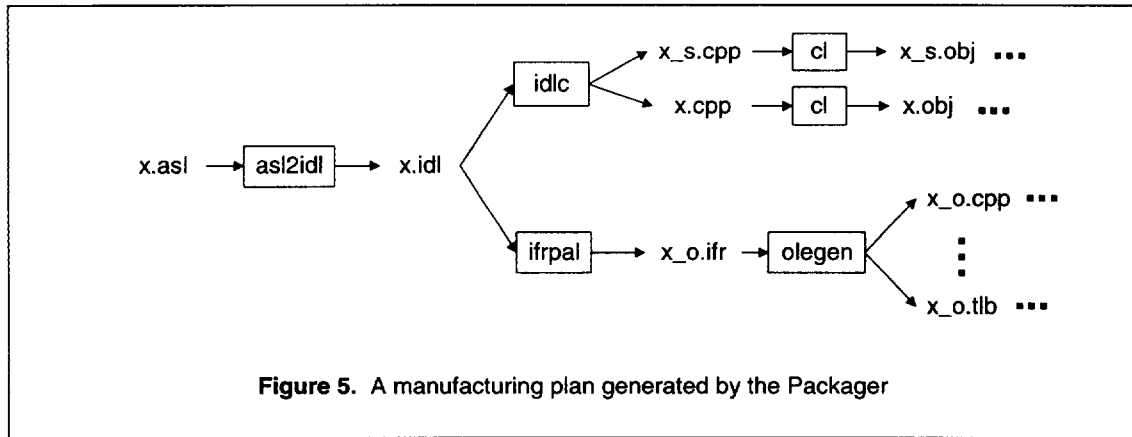 x_s.cpp cl x_s.obj ...
idlc
x.cpp cl x.obj ...
x.asl asl2idl x.idl
x_o.cpp ...
ifrpal x_o.ifr olegen
x_o.tlb ...
Figure 5. A manufacturing plan generated by the Packager